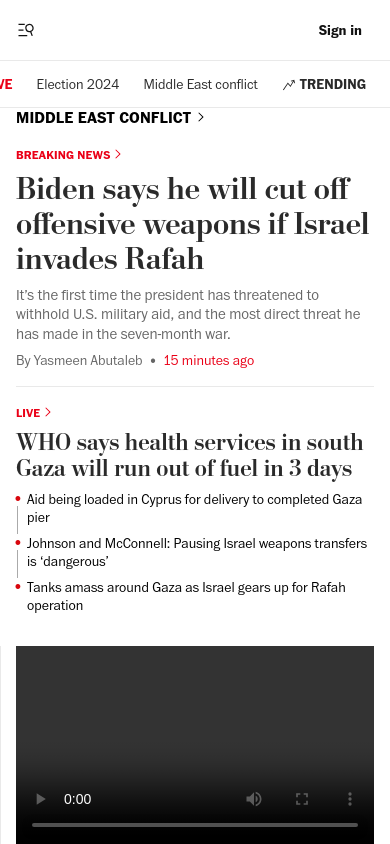 Sign in
VE
Election 2024
Middle East conflict
TRENDING
MIDDLE EAST CONFLICT
BREAKING NEWS
Biden says he will cut off
offensive weapons if Israel
invades Rafah
It’s the first time the president has threatened to
withhold U.S. military aid, and the most direct threat he
has made in the seven-month war.
By Yasmeen Abutaleb • 15 minutes ago
LIVE
WHO says health services in south
Gaza will run out of fuel in 3 days
Aid being loaded in Cyprus for delivery to completed Gaza
pier
Johnson and McConnell: Pausing Israel weapons transfers
is ‘dangerous’
Tanks amass around Gaza as Israel gears up for Rafah
operation
0:00